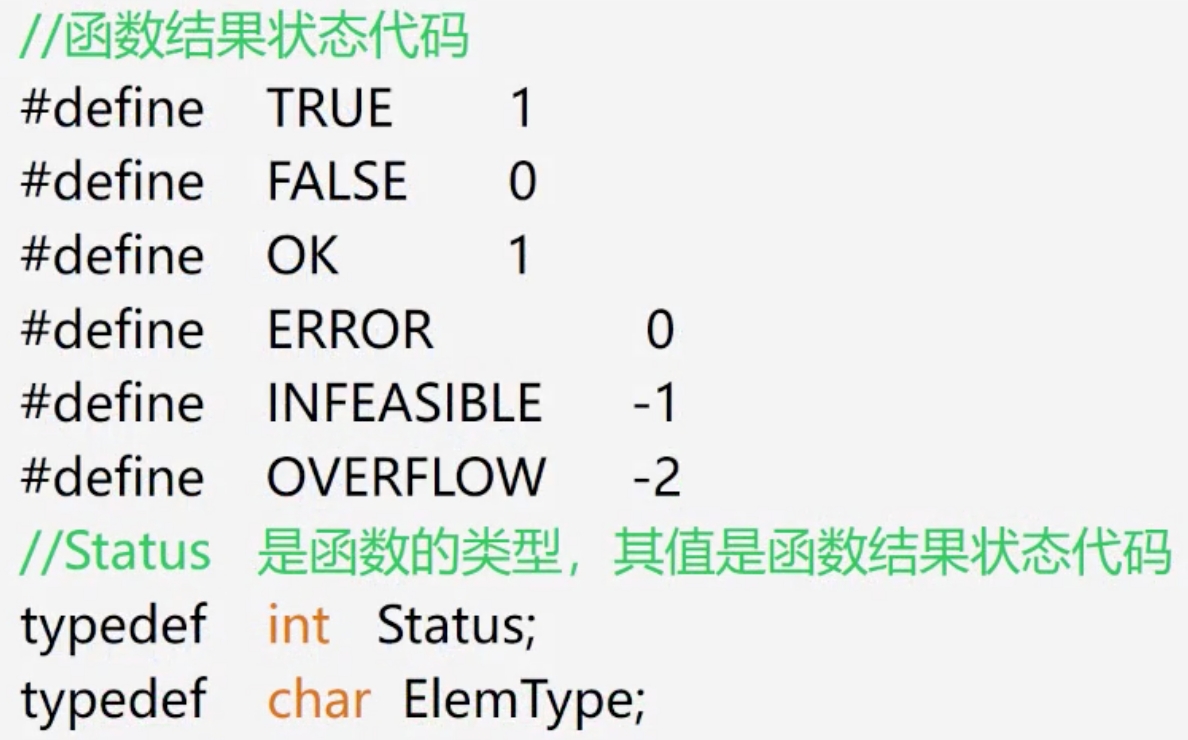 //函数结果状态代码
#define TRUE 1
#define FALSE 0
#define OK 1
#define ERROR 0
#define INFEASIBLE -1
#define OVERFLOW -2
//Status 是函数的类型，其值是函数结果状态代码
typedef int Status;
typedef char ElemType;